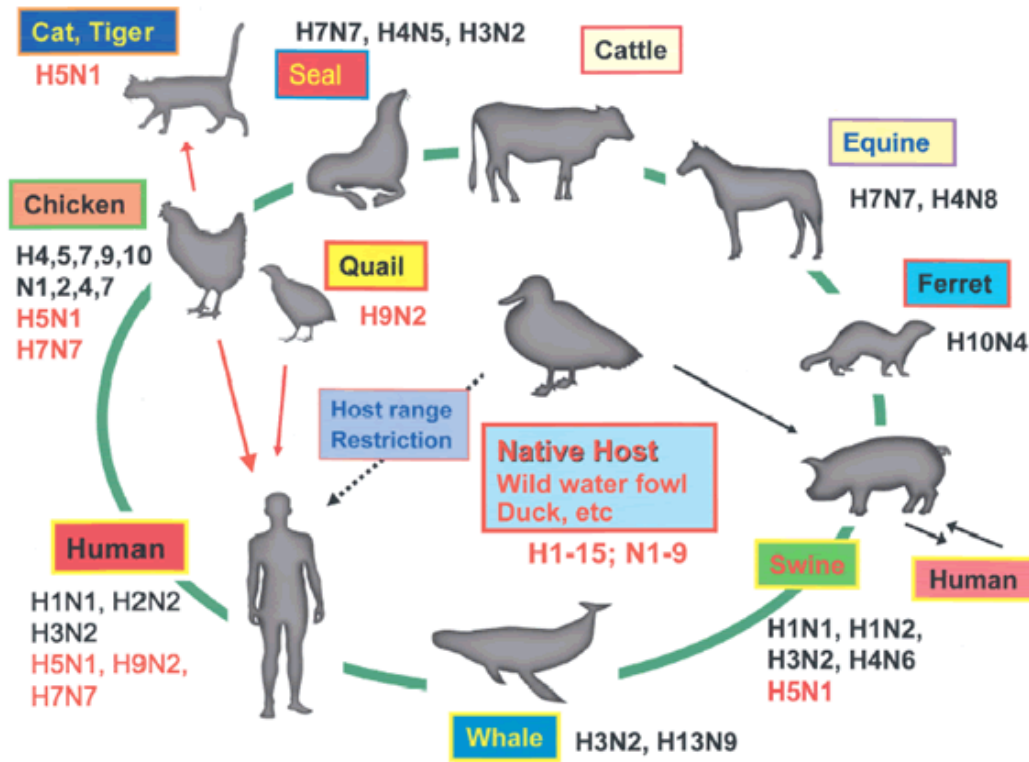 Cat, Tiger
H5N1
H7N7, H4N5, H3N2
Seal
Cattle
Equine
H7N7, H4N8
Chicken
H4,5,7,9,10
N1,2,4,7
H5N1
H7N7
Quail
H9N2
Ferret
H10N4
Host range
Restriction
Native Host
Wild water fowl
Duck, etc
H1-15; N1-9
Human
H1N1, H2N2
H3N2
H5N1, H9N2,
H7N7
Swine
Human
H1N1, H1N2,
H3N2, H4N6
H5N1
Whale
H3N2, H13N9